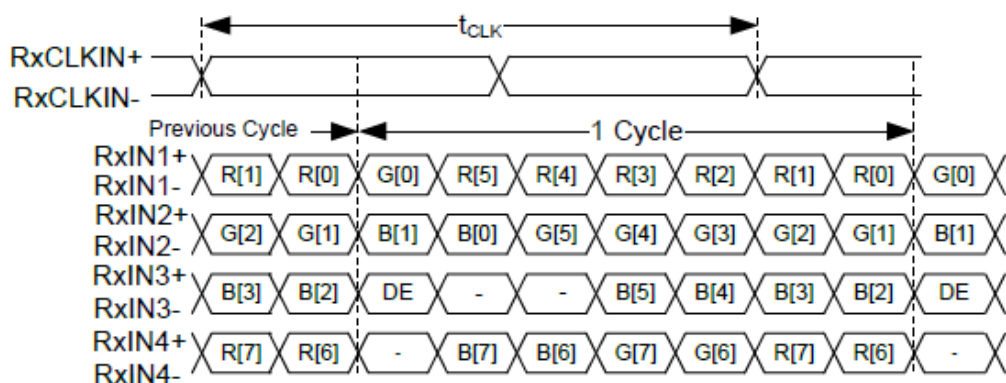 tCLK
RxCLKIN+
RxCLKIN-
Previous Cycle 1 Cycle
RxIN1+
RxIN1-
R[1] R[0] G[0] R[5] R[4] R[3] R[2] R[1] R[0] G[0]
RxIN2+
RxIN2-
G[2] G[1] B[1] B[0] G[5] G[4] G[3] G[2] G[1] B[1]
RxIN3+
RxIN3-
B[3] B[2] DE - - B[5] B[4] B[3] B[2] DE
RxIN4+
RxIN4-
R[7] R[6] - B[7] B[6] G[7] G[6] R[7] R[6] -